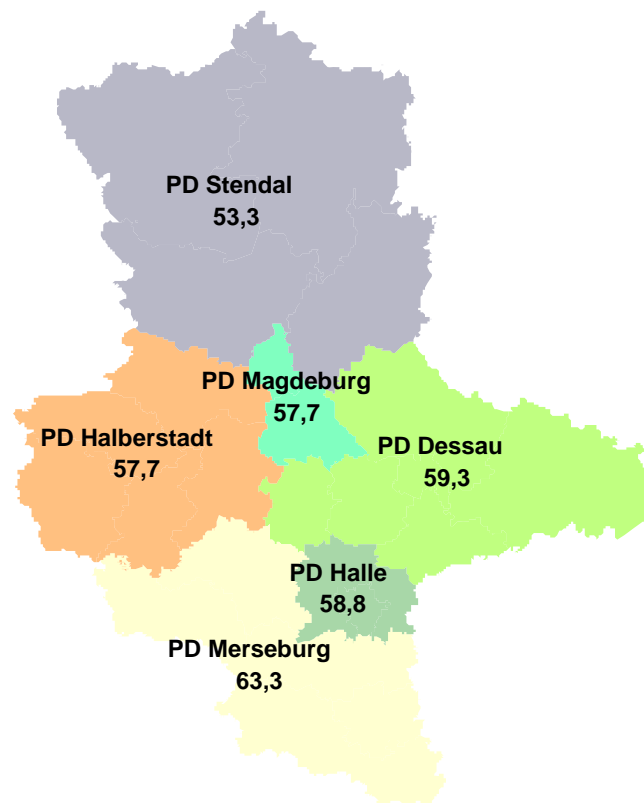 PD Stendal
53,3
PD Magdeburg
57,7
PD Halberstadt
57,7
PD Dessau
59,3
PD Halle
58,8
PD Merseburg
63,3